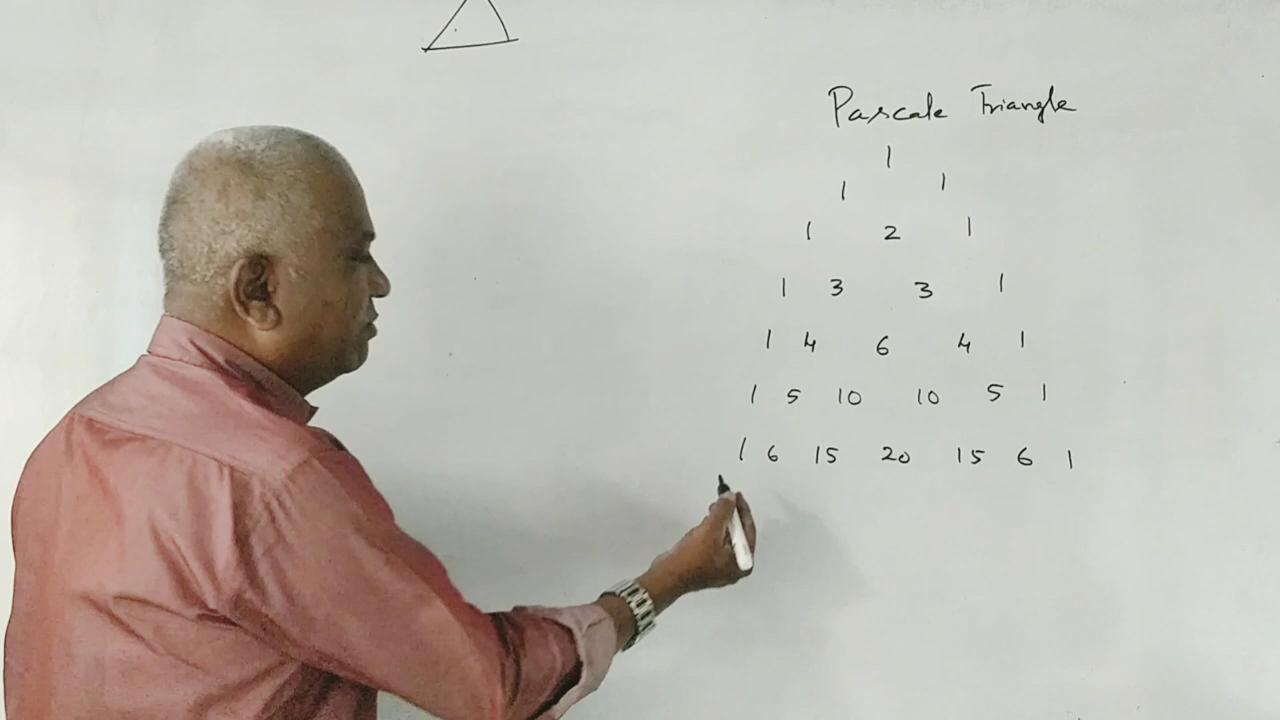 Pascale Triangle
1
1 1
1 2 1
1 3 3 1
1 4 6 4 1
1 5 10 10 5 1
1 6 15 20 15 6 1